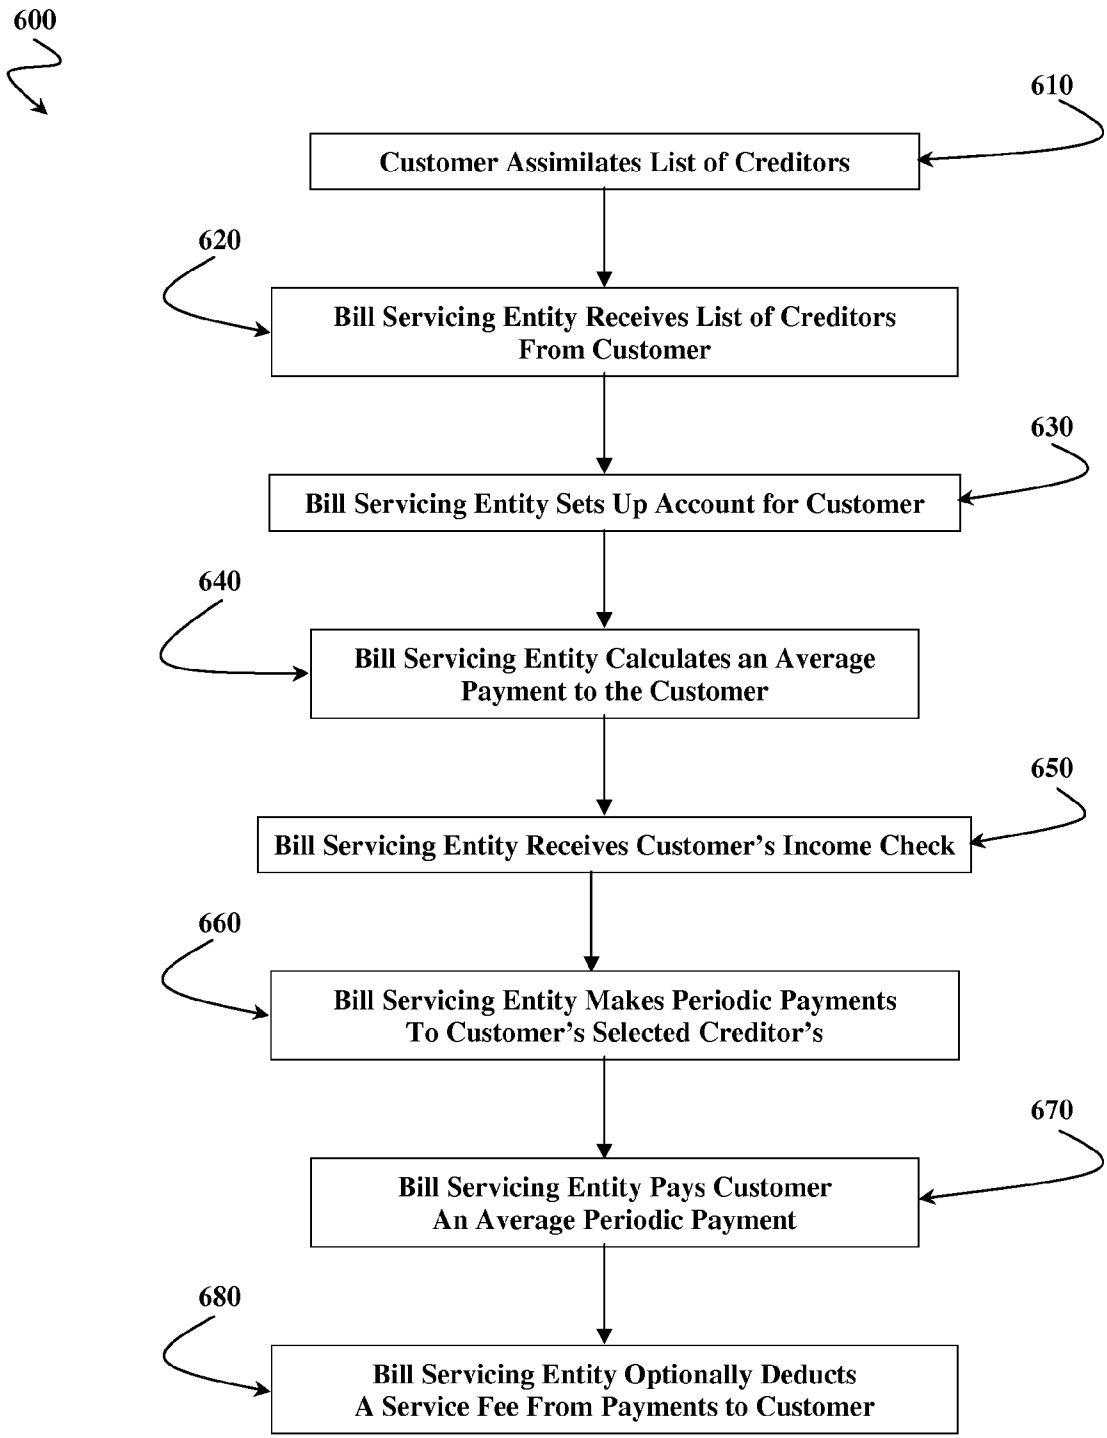 600
610
Customer Assimilates List of Creditors
620
Bill Servicing Entity Receives List of Creditors
From Customer
630
Bill Servicing Entity Sets Up Account for Customer
640
Bill Servicing Entity Calculates an Average
Payment to the Customer
650
Bill Servicing Entity Receives Customer’s Income Check
660
Bill Servicing Entity Makes Periodic Payments
To Customer’s Selected Creditor’s
670
Bill Servicing Entity Pays Customer
An Average Periodic Payment
680
Bill Servicing Entity Optionally Deducts
A Service Fee From Payments to Customer